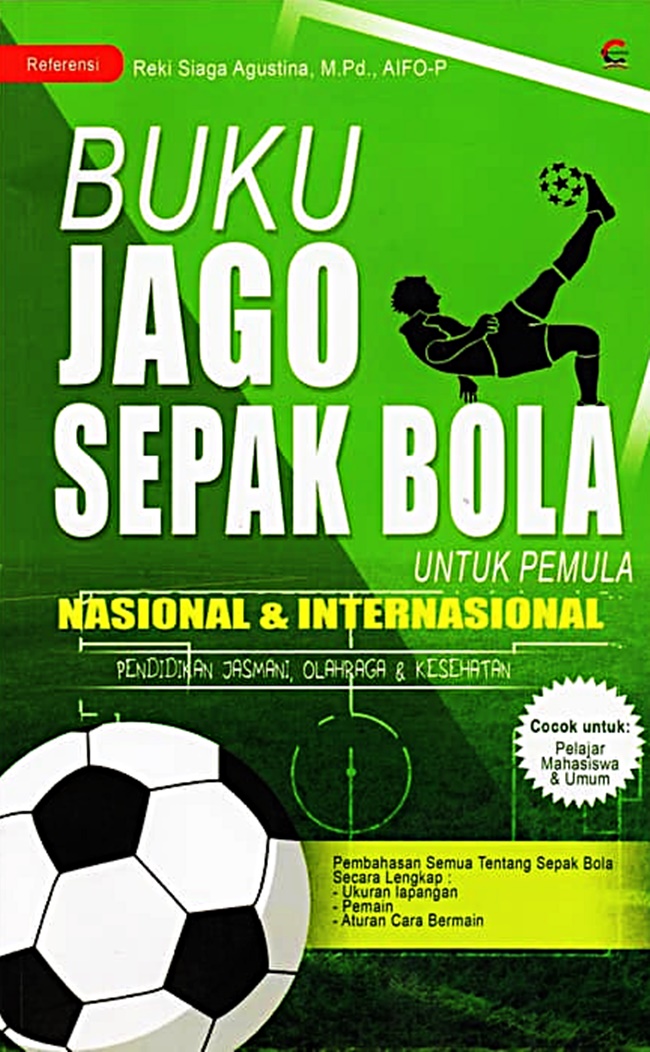 Referensi
Reki Siaga Agustina, M.Pd., AIFO-P
BUKU
JAGO
SEPAK BOLA
UNTUK PEMULA
NASIONAL & INTERNASIONAL
PENDIDIKAN JASMANI, OLAHRAGA & KESEHATAN
Cocok untuk:
Pelajar
Mahasiswa
& Umum
Pembahasan Semua Tentang Sepak Bola
Secara Lengkap :
- Ukuran lapangan
- Pemain
- Aturan Cara Bermain